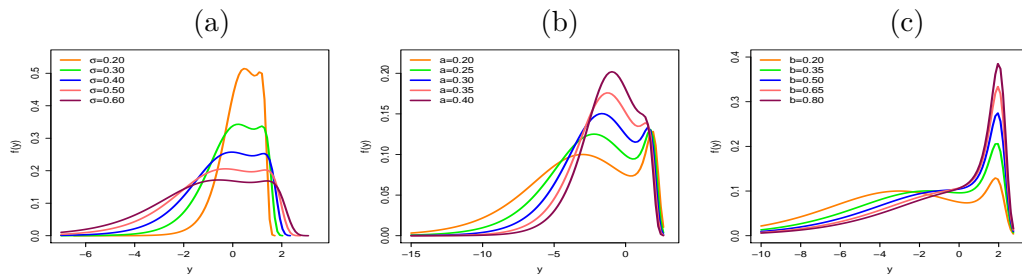 (a)
σ=0.20
σ=0.30
σ=0.40
σ=0.50
σ=0.60
f(y)
0.0 0.1 0.2 0.3 0.4 0.5
−6 −4 −2 0 2
y
(b)
a=0.20
a=0.25
a=0.30
a=0.35
a=0.40
f(y)
0.00 0.05 0.10 0.15 0.20
−15 −10 −5 0
y
(c)
b=0.20
b=0.35
b=0.50
b=0.65
b=0.80
f(y)
0.0 0.1 0.2 0.3 0.4
−10 −8 −6 −4 −2 0 2
y